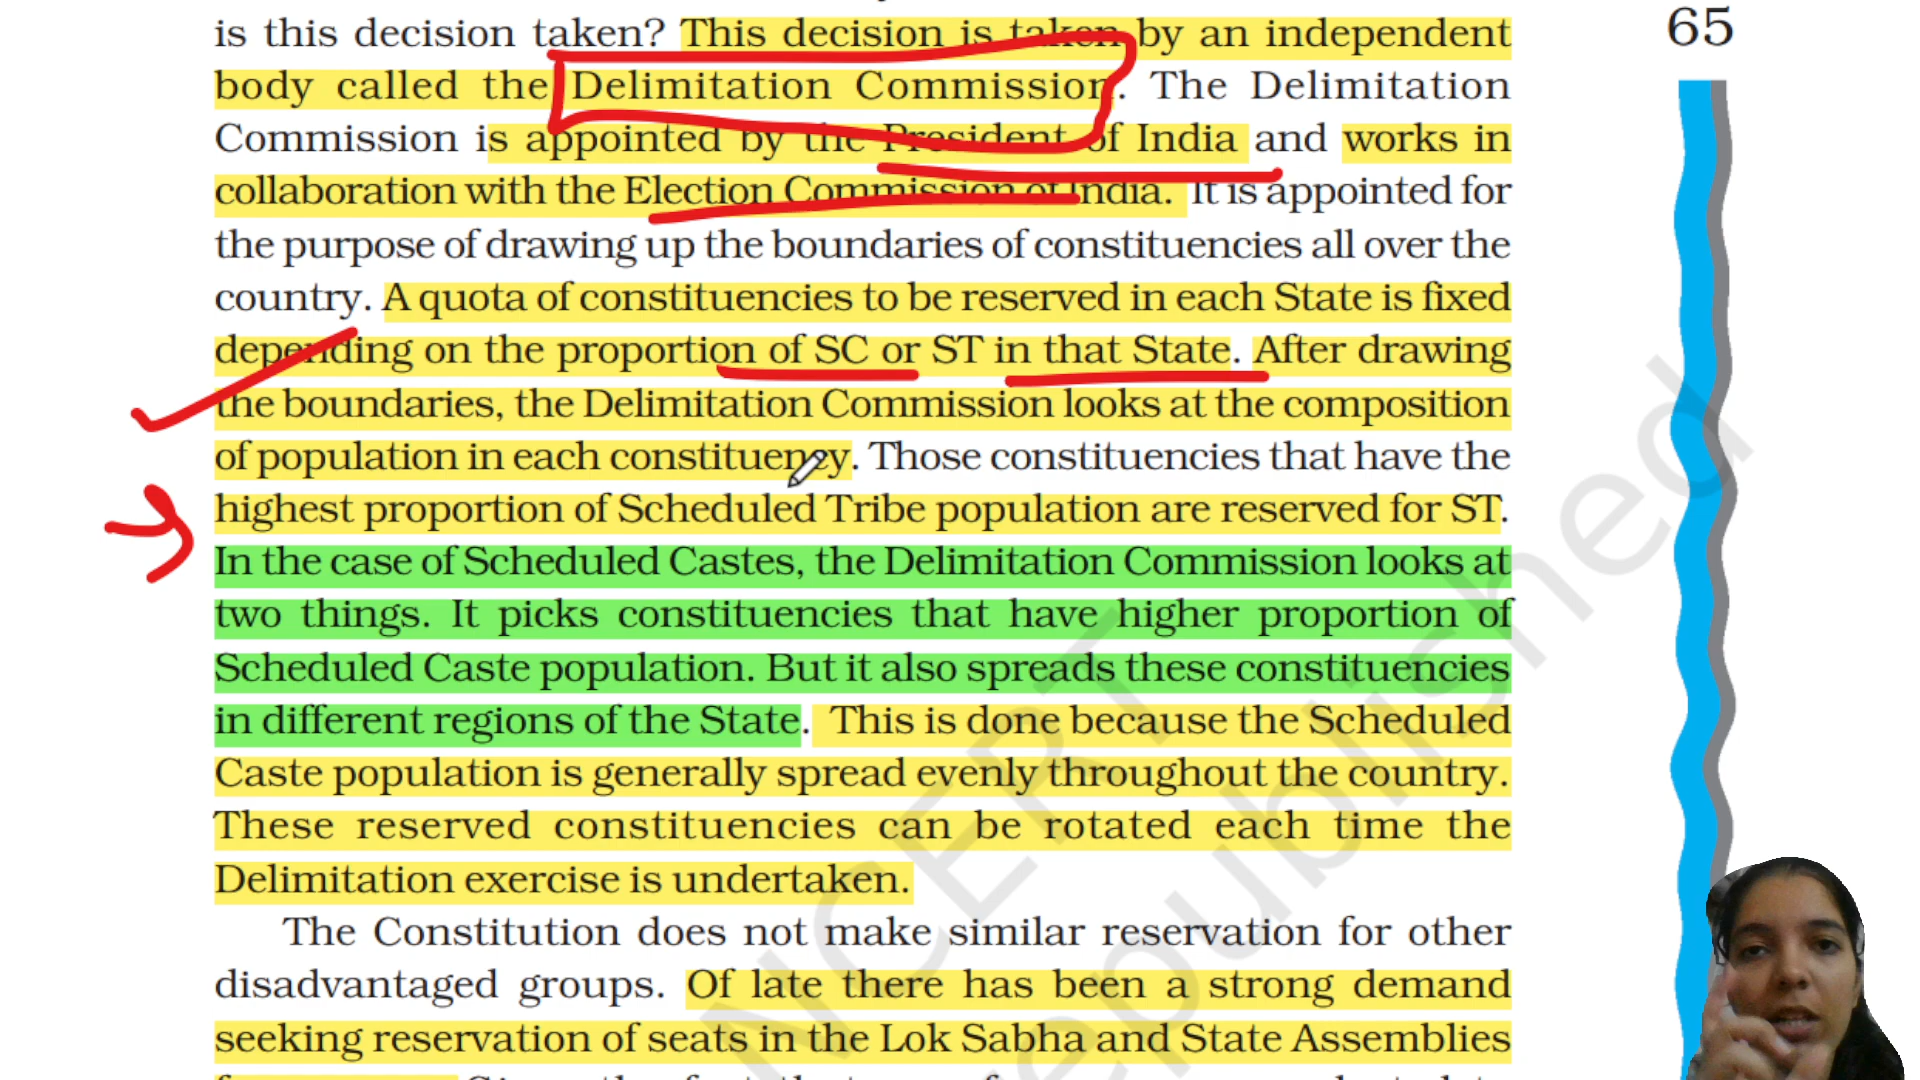 is this decision taken? This decision is taken by an independent
65
body called the Delimitation Commission. The Delimitation
Commission is appointed by the President of India and works in
collaboration with the Election Commission of India. It is appointed for
the purpose of drawing up the boundaries of constituencies all over the
country. A quota of constituencies to be reserved in each State is fixed
depending on the proportion of SC or ST in that State. After drawing
the boundaries, the Delimitation Commission looks at the composition
of population in each constituency. Those constituencies that have the
highest proportion of Scheduled Tribe population are reserved for ST.
In the case of Scheduled Castes, the Delimitation Commission looks at
two things. It picks constituencies that have higher proportion of
Scheduled Caste population. But it also spreads these constituencies
in different regions of the State. This is done because the Scheduled
Caste population is generally spread evenly throughout the country.
These reserved constituencies can be rotated each time the
Delimitation exercise is undertaken.
The Constitution does not make similar reservation for other
disadvantaged groups. Of late there has been a strong demand
seeking reservation of seats in the Lok Sabha and State Assemblies
NCERT
republished